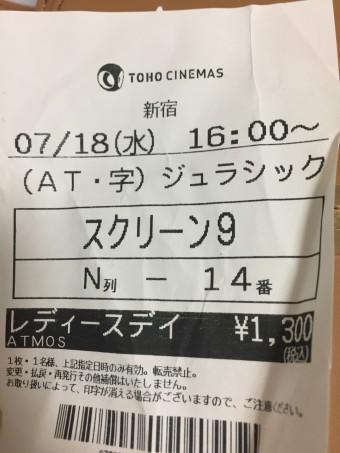 TOHO CINEMAS
新宿
07/18(水) 16:00～
(AT・字)ジュラシック
スクリーン9
N列 － 14番
レディースデイ ¥1,300
ATMOS (税込)
1枚・1名様、上記指定日時のみ有効。転売禁止。
変更・払戻・再発行その他補償はいたしません。
お取り扱いによって、印字が消える場合がございますので、ご注意ください。